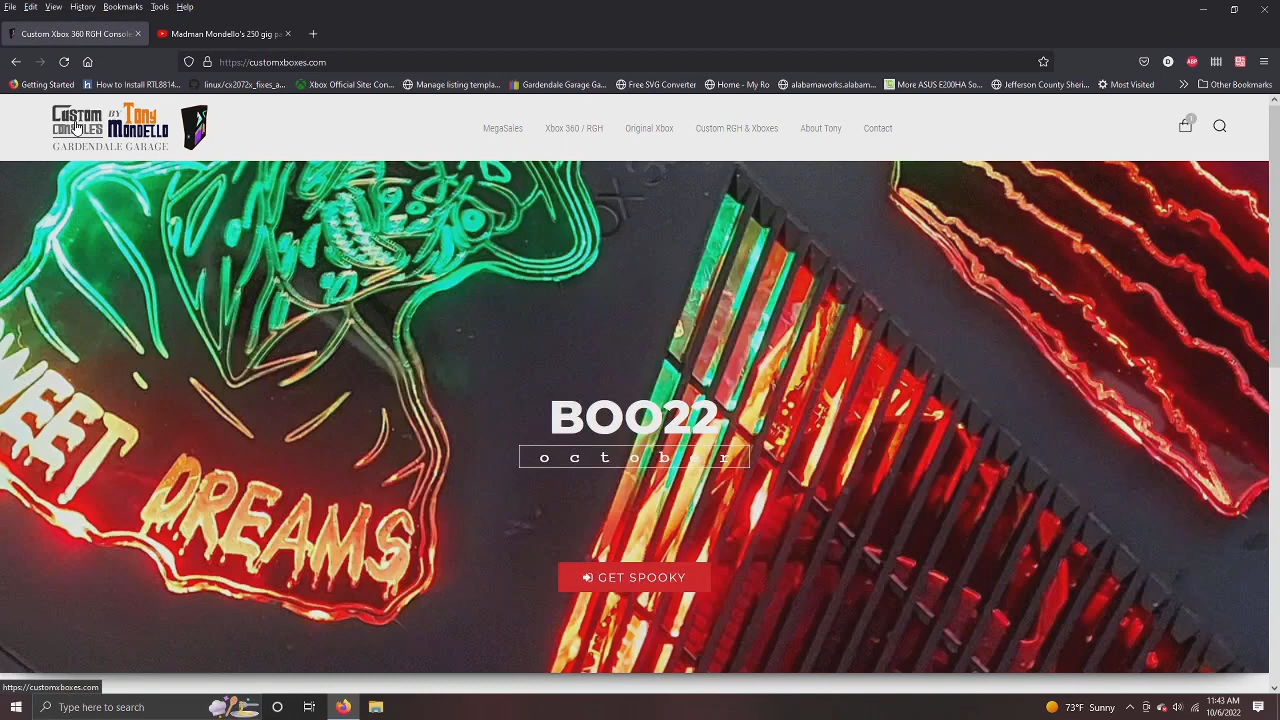 File Edit View History Bookmarks Tools Help
Custom Xbox 360 RGH Console
Madman Mondello's 250 gig pa
https://customxboxes.com
Getting Started
How to Install RTL8814...
linux/cx2072x_fixes_a...
Xbox Official Site: Con...
Manage listing templa...
Gardendale Garage Ga...
Free SVG Converter
Home - My Ro
alabamaworks.alabam...
More ASUS E200HA So...
Jefferson County Sheri...
Most Visited
Other Bookmarks
Custom BY Tony
Consoles Mondello
GARDENDALE GARAGE
MegaSales Xbox 360 / RGH Original Xbox Custom RGH & Xboxes About Tony Contact
1
SWEET
DREAMS
BOO22
october
GET SPOOKY
https://customxboxes.com
Type here to search
73°F Sunny
11:43 AM
10/6/2022